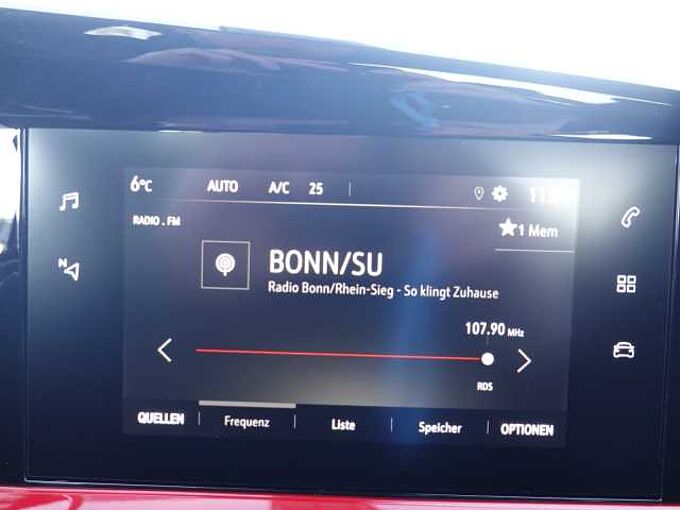 6°C AUTO A/C 25
RADIO . FM
1 Mem
BONN/SU
Radio Bonn/Rhein-Sieg - So klingt Zuhause
N
107.90 MHz
RDS
QUELLEN Frequenz Liste Speicher OPTIONEN